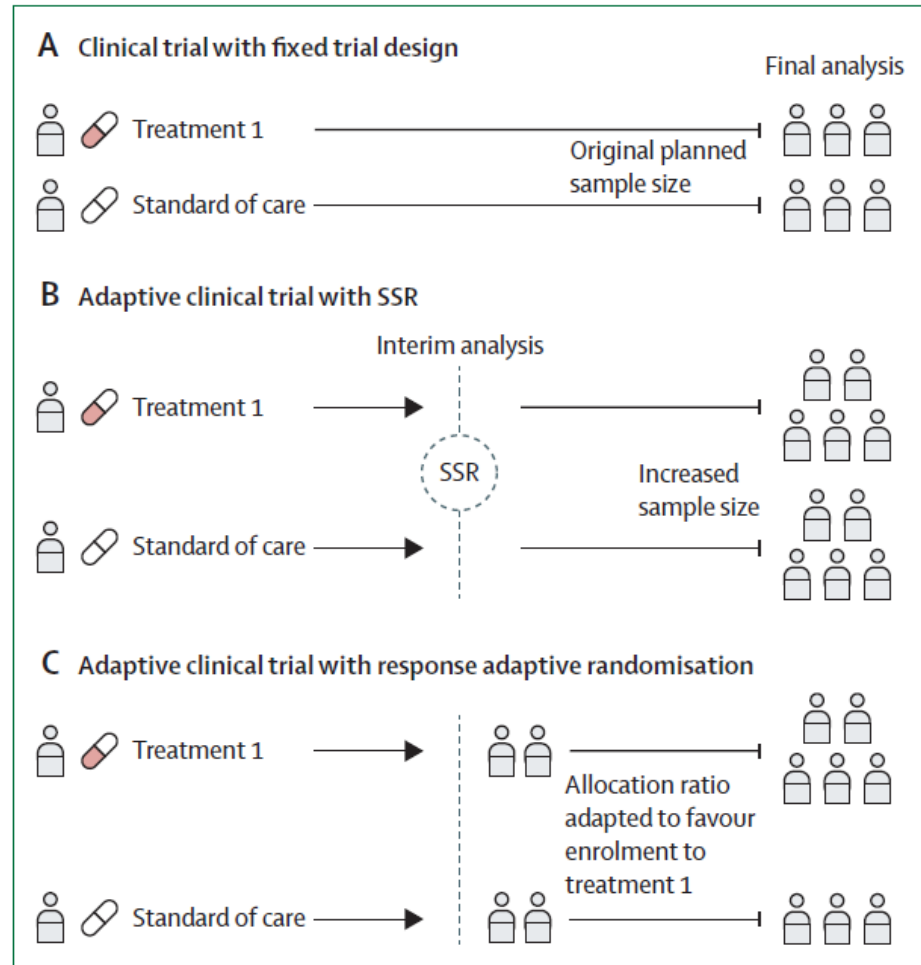 A Clinical trial with fixed trial design
Final analysis
Treatment 1
Original planned
sample size
Standard of care
B Adaptive clinical trial with SSR
Interim analysis
Treatment 1
SSR
Increased
sample size
Standard of care
C Adaptive clinical trial with response adaptive randomisation
Treatment 1
Allocation ratio
adapted to favour
enrolment to
treatment 1
Standard of care